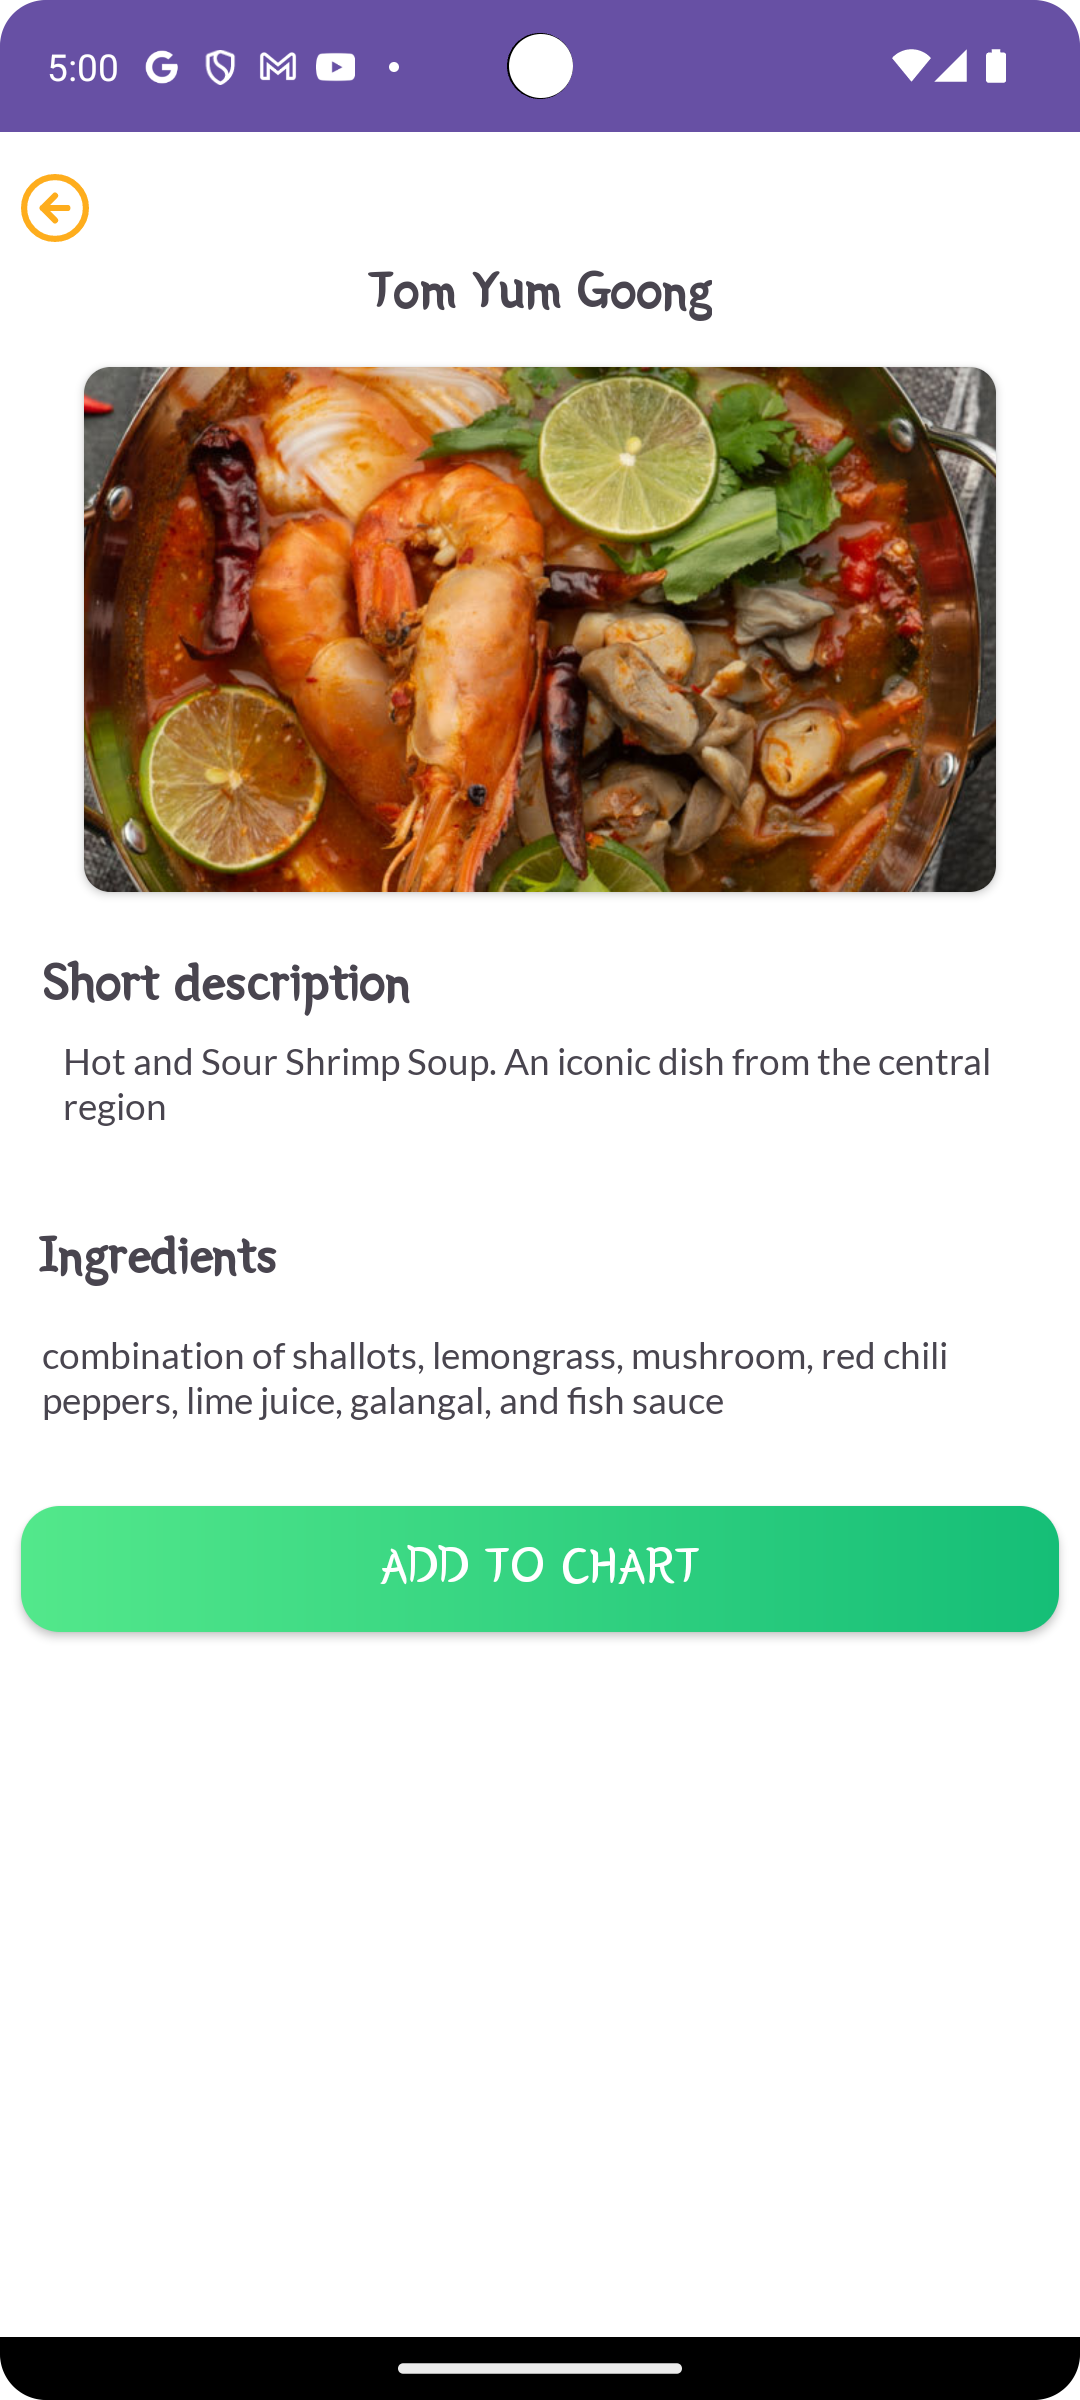 5:00
Tom Yum Goong
Short description
Hot and Sour Shrimp Soup. An iconic dish from the central
region
Ingredients
combination of shallots, lemongrass, mushroom, red chili
peppers, lime juice, galangal, and fish sauce
ADD TO CHART